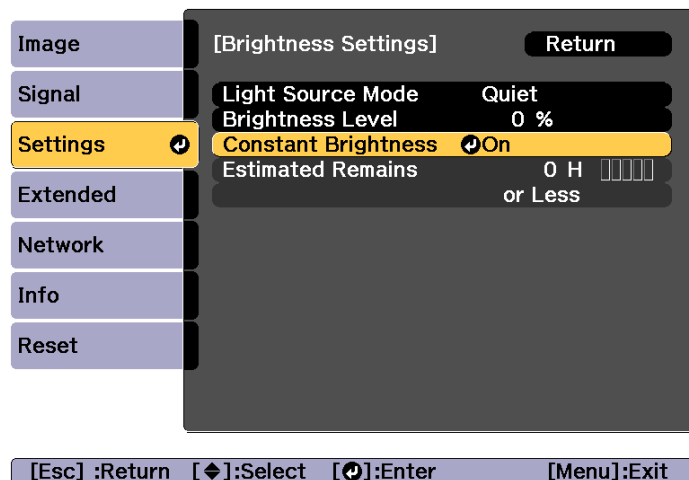 Image
Signal
Settings
Extended
Network
Info
Reset
[Brightness Settings] Return
Light Source Mode Quiet
Brightness Level 0 %
Constant Brightness On
Estimated Remains 0 H
or Less
[Esc] :Return [◆]:Select [↵]:Enter [Menu]:Exit